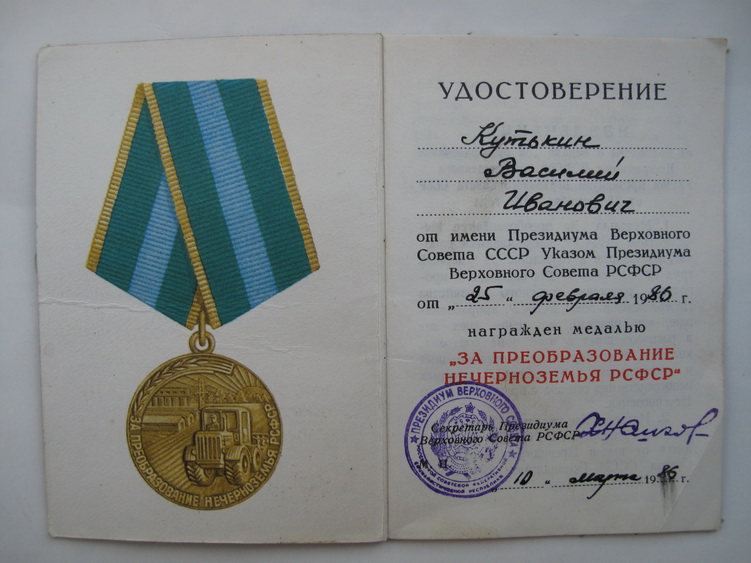 ЗА ПРЕОБРАЗОВАНИЕ НЕЧЕРНОЗЕМЬЯ РСФСР
УДОСТОВЕРЕНИЕ
Кутькин
Василий
Иванович
от имени Президиума Верховного
Совета СССР Указом Президиума
Верховного Совета РСФСР
от „25“ февраля 1986 г.
награжден медалью
„ЗА ПРЕОБРАЗОВАНИЕ
НЕЧЕРНОЗЕМЬЯ РСФСР“
ПРЕЗИДИУМ ВЕРХОВНОГО СОВЕТА
Секретарь Президиума
Верховного Совета РСФСР
М. П.
„10“ марта 1986 г.